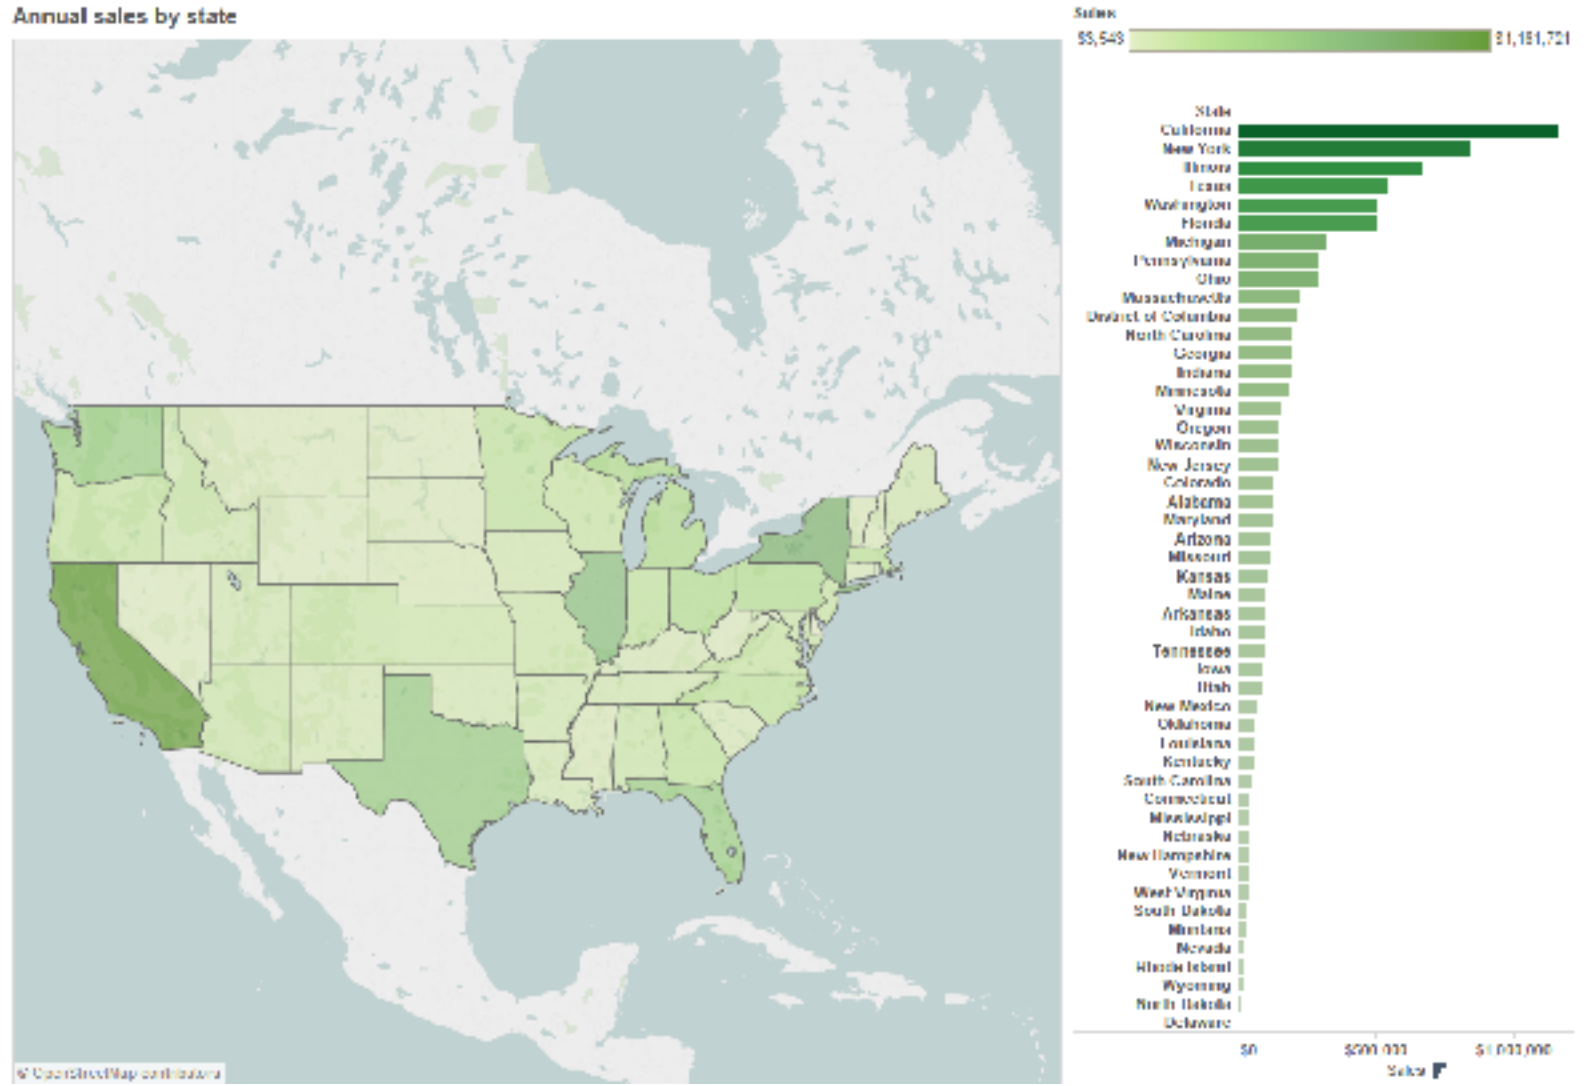 Annual sales by state
Sales
$3,543 $1,151,721
State
California
New York
Illinois
Texas
Washington
Florida
Michigan
Pennsylvania
Ohio
Massachusetts
District of Columbia
North Carolina
Georgia
Indiana
Minnesota
Virginia
Oregon
Wisconsin
New Jersey
Colorado
Alabama
Maryland
Arizona
Missouri
Kansas
Maine
Arkansas
Idaho
Tennessee
Iowa
Utah
New Mexico
Oklahoma
Louisiana
Kentucky
South Carolina
Connecticut
Mississippi
Nebraska
New Hampshire
Vermont
West Virginia
South Dakota
Montana
Nevada
Rhode Island
Wyoming
North Dakota
Delaware
$0 $500,000 $1,000,000
Sales
© OpenStreetMap contributors